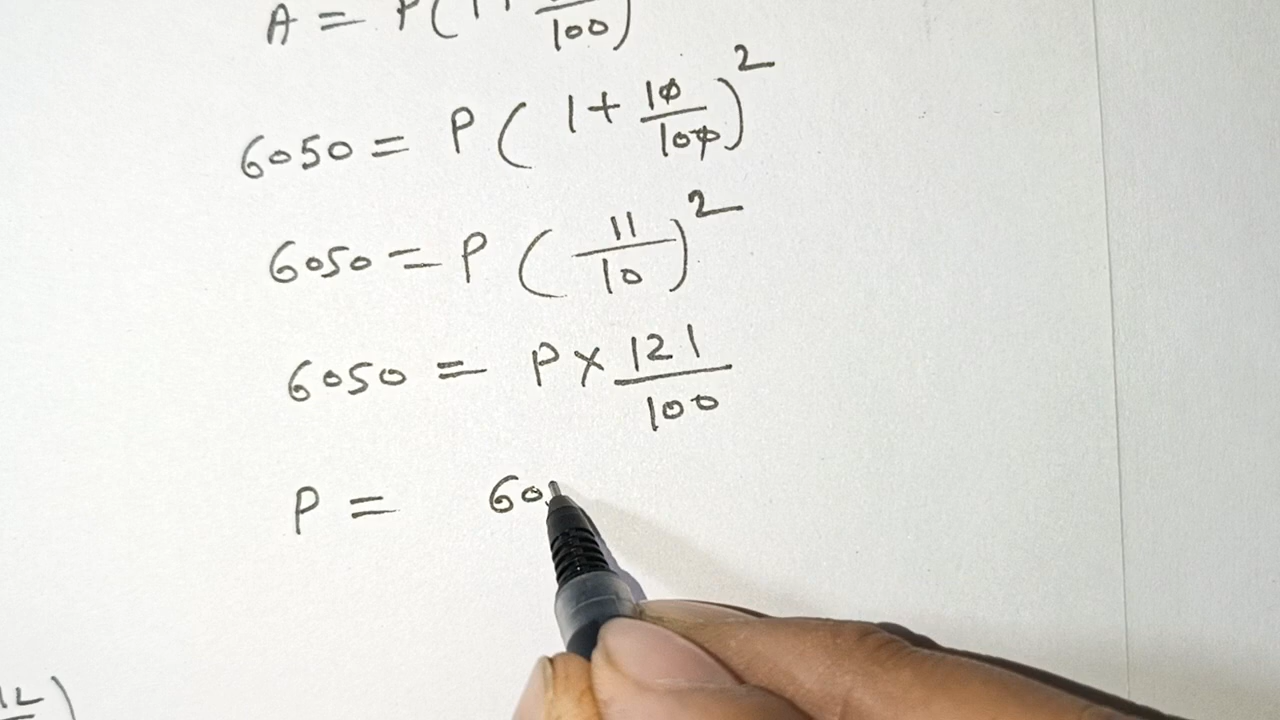 A = P(1+ /100)
6050 = P(1+ 10/100)²
6050 = P(11/10)²
6050 = P × 121/100
P = 60